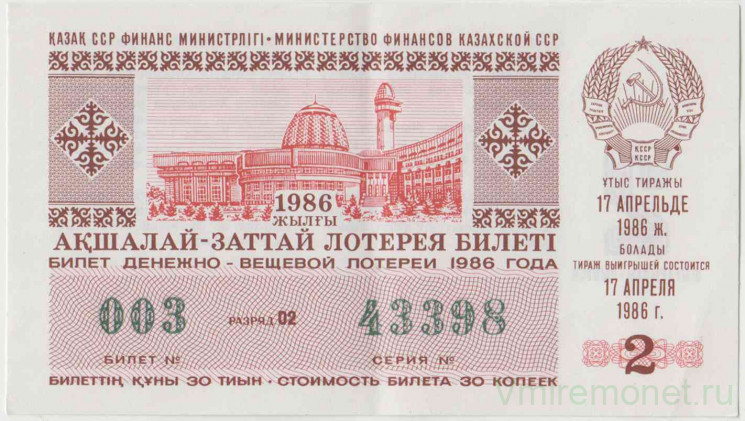 ҚАЗАҚ ССР ФИНАНС МИНИСТРЛІГІ • МИНИСТЕРСТВО ФИНАНСОВ КАЗАХСКОЙ ССР
1986
ЖЫЛҒЫ
АҚШАЛАЙ-ЗАТТАЙ ЛОТЕРЕЯ БИЛЕТІ
БИЛЕТ ДЕНЕЖНО - ВЕЩЕВОЙ ЛОТЕРЕИ 1986 ГОДА
003 РАЗРЯД 02 43398
БИЛЕТ № СЕРИЯ №
БИЛЕТТІҢ ҚҰНЫ 30 ТИЫН • СТОИМОСТЬ БИЛЕТА 30 КОПЕЕК
ҚССР
КССР
ҰТЫС ТИРАЖЫ
17 АПРЕЛЬДЕ
1986 ж.
БОЛАДЫ
ТИРАЖ ВЫИГРЫШЕЙ СОСТОИТСЯ
17 АПРЕЛЯ
1986 г.
2
vmiremonet.ru